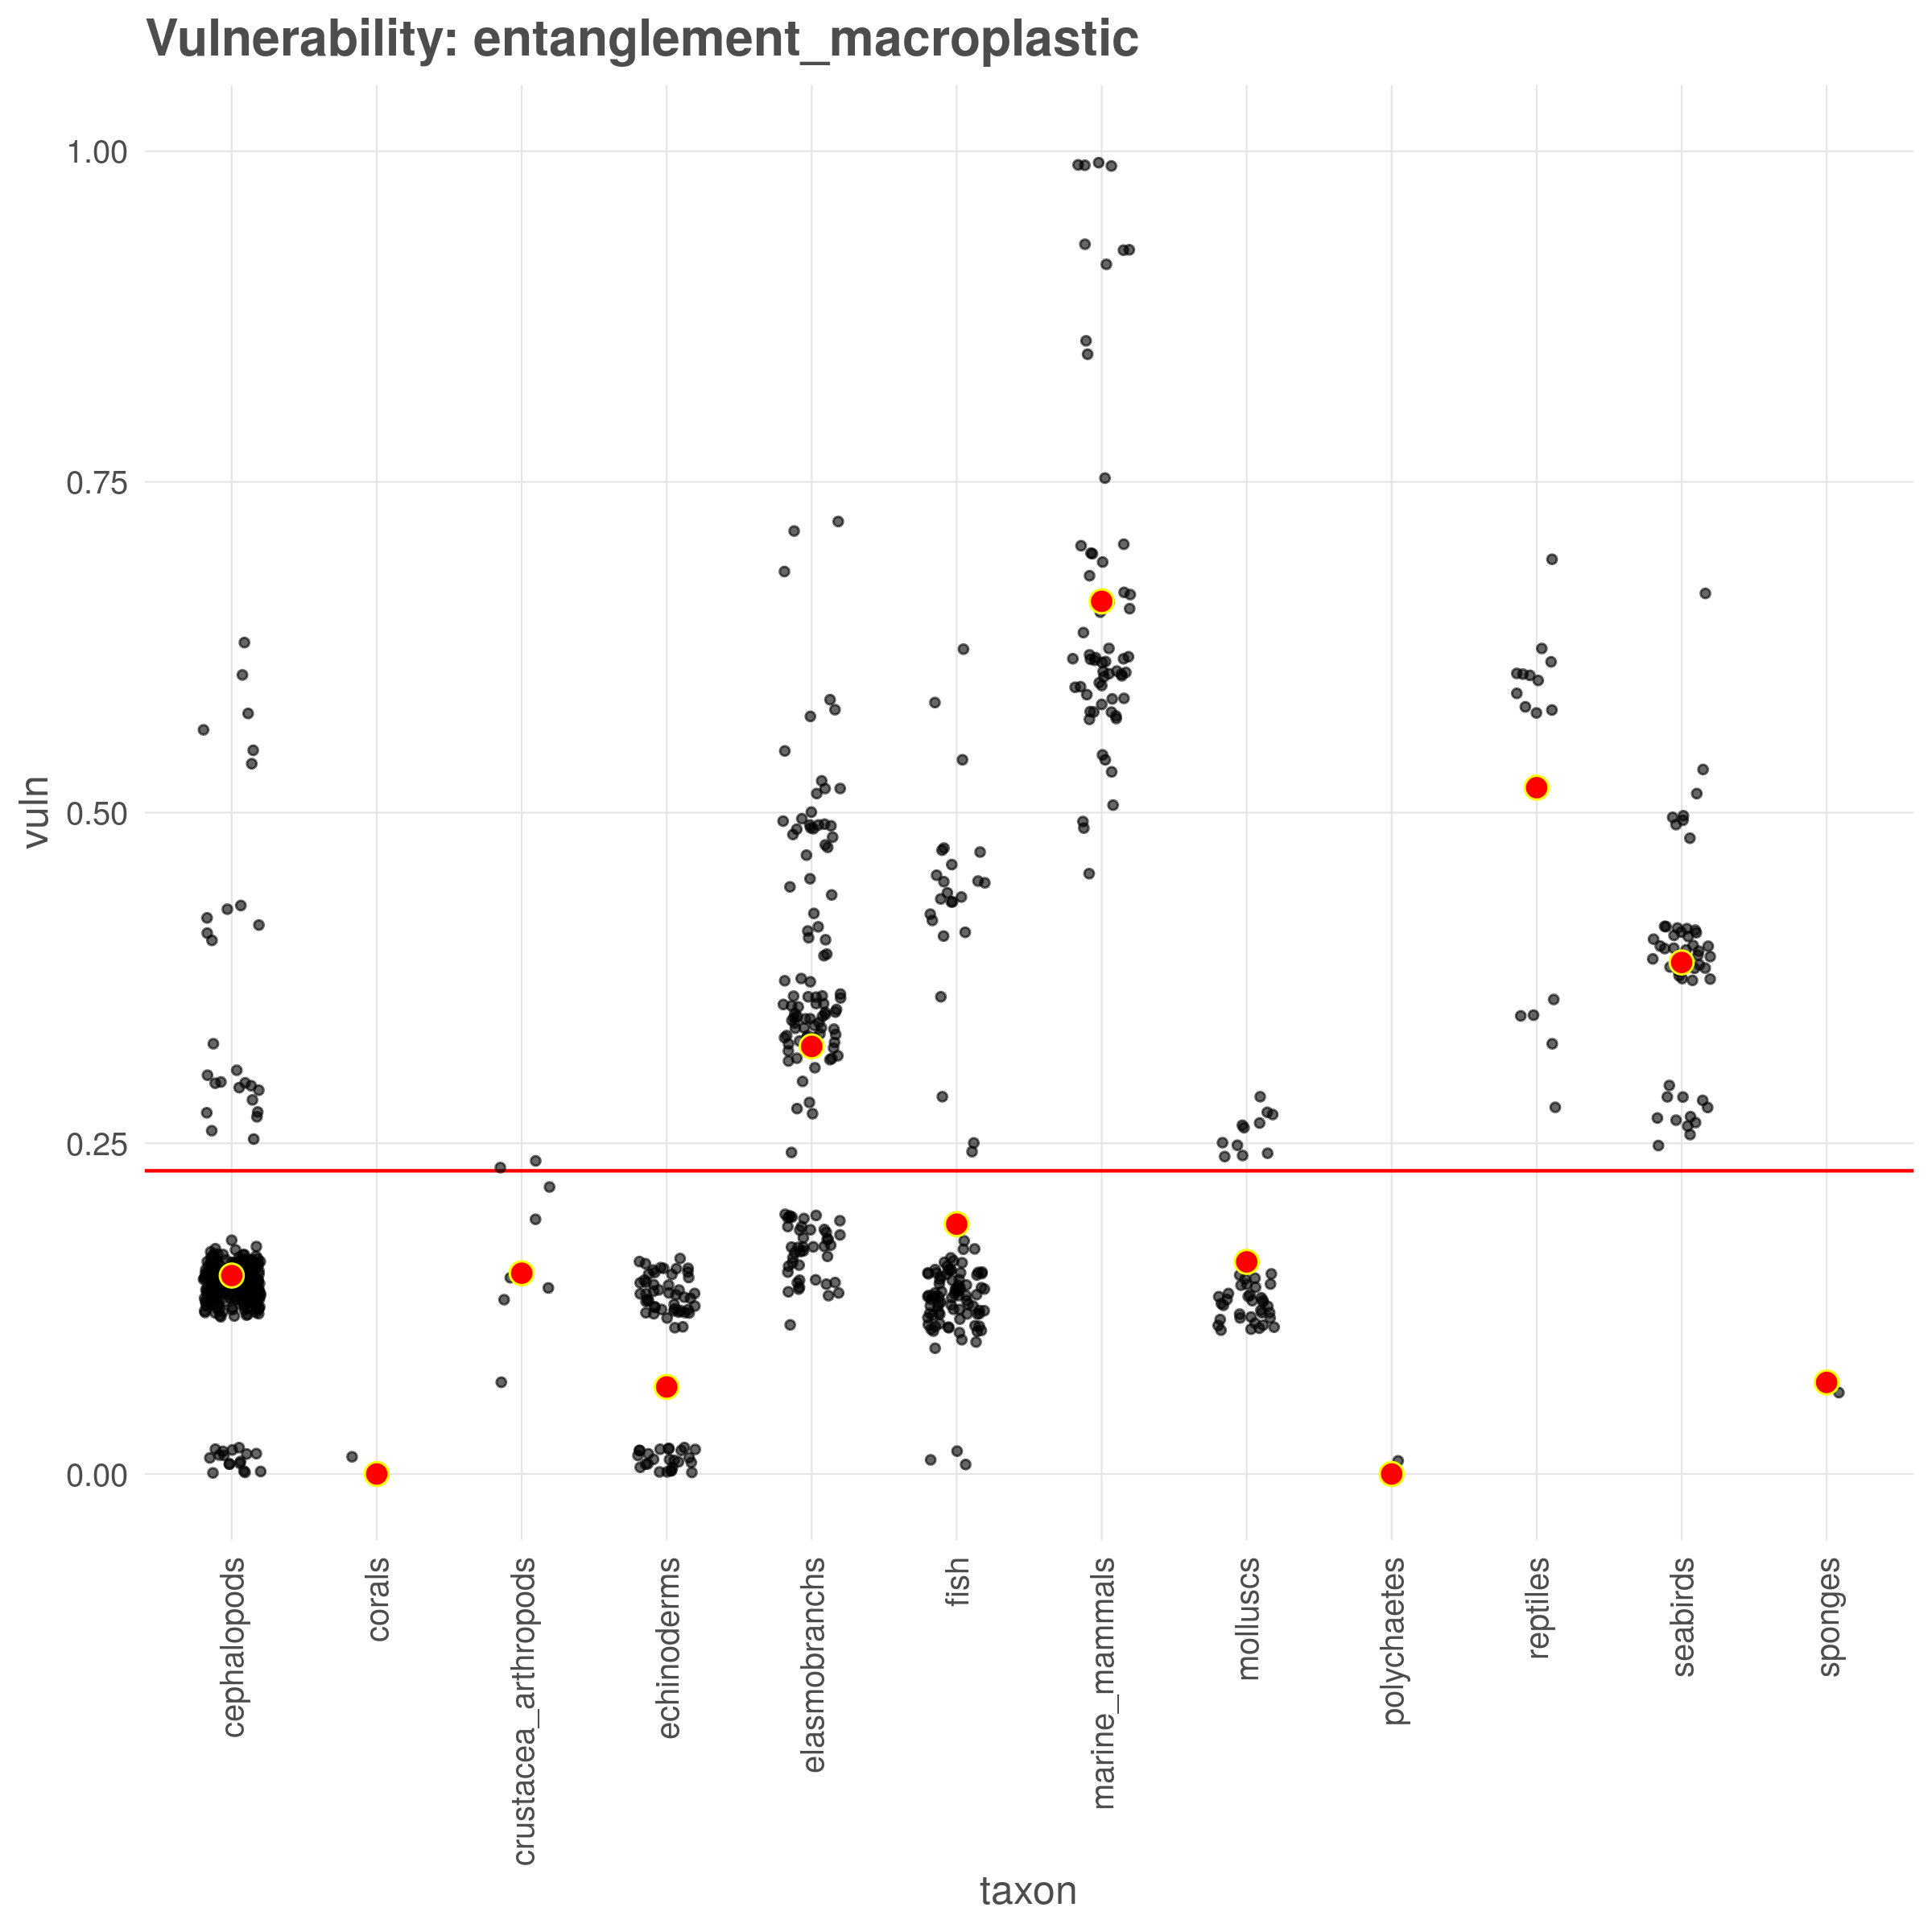 Vulnerability: entanglement_macroplastic
vuln
1.00
0.75
0.50
0.25
0.00
cephalopods
corals
crustacea_arthropods
echinoderms
elasmobranchs
fish
marine_mammals
molluscs
polychaetes
reptiles
seabirds
sponges
taxon